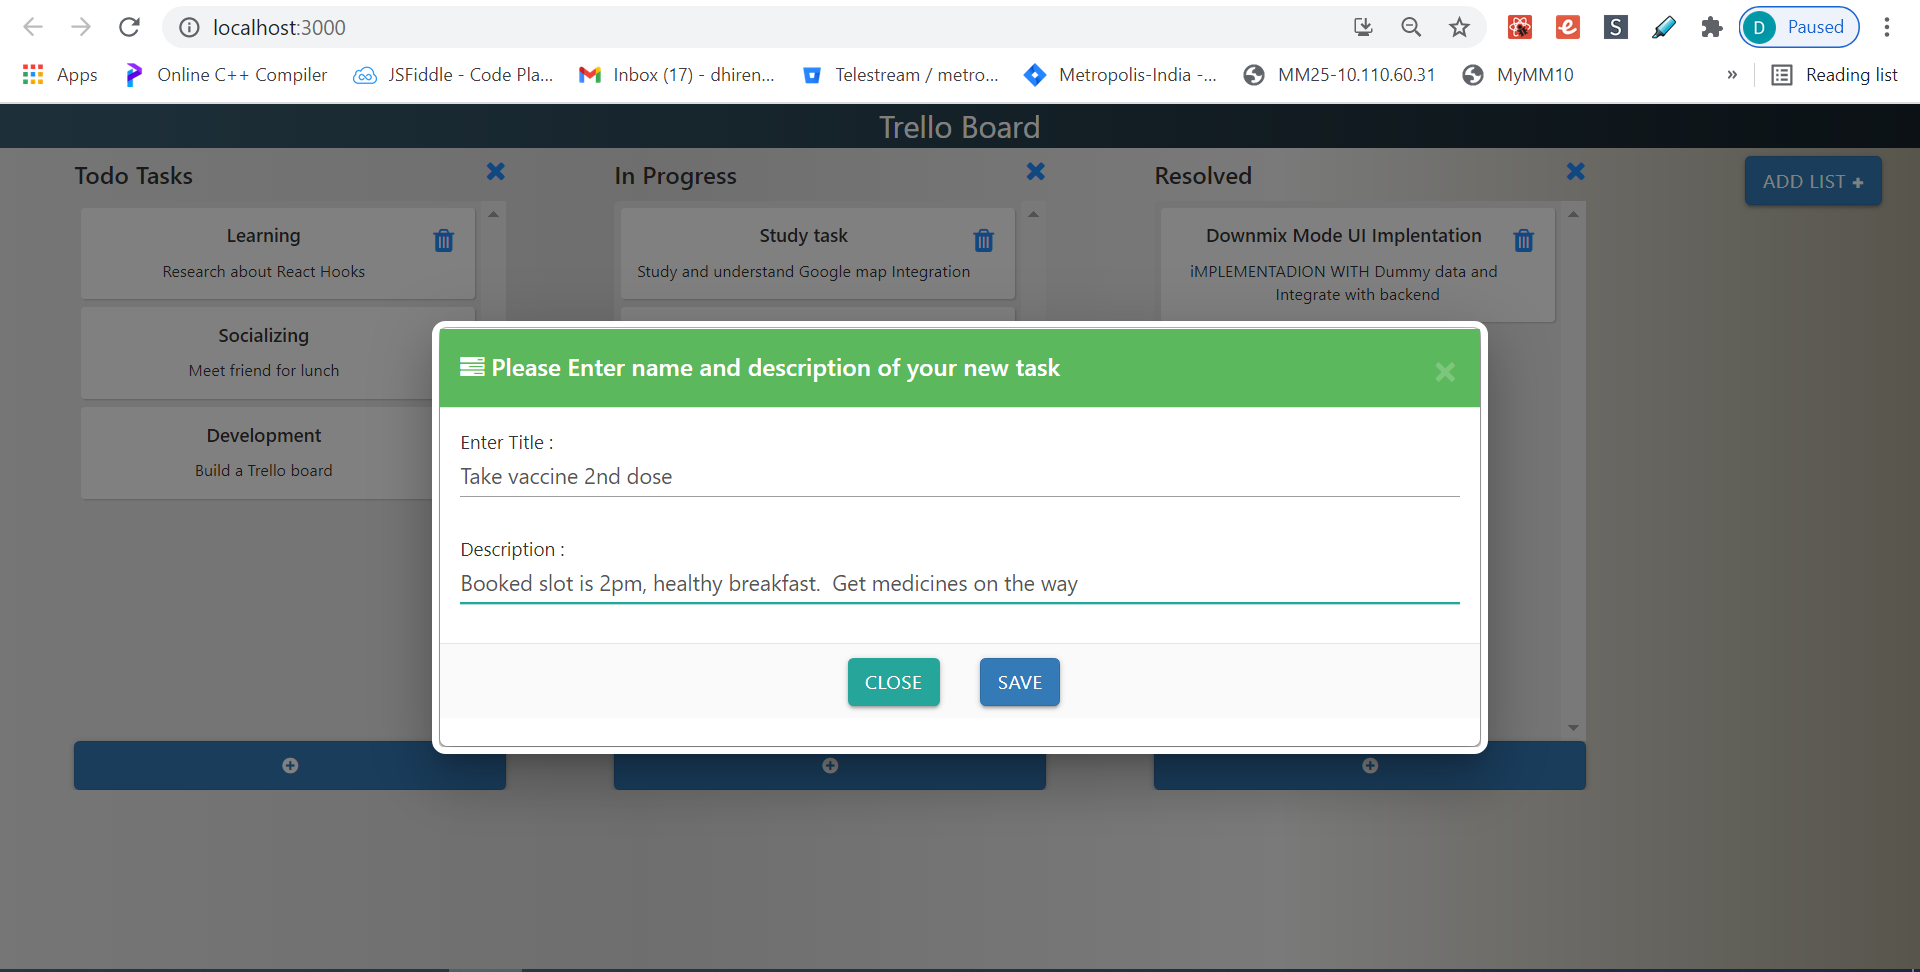 localhost:3000
D Paused
Apps Online C++ Compiler JSFiddle - Code Pla... Inbox (17) - dhiren... Telestream / metro... Metropolis-India -... MM25-10.110.60.31 MyMM10 » Reading list
Trello Board
Todo Tasks
In Progress
Resolved
ADD LIST +
Learning
Research about React Hooks
Socializing
Meet friend for lunch
Development
Build a Trello board
Study task
Study and understand Google map Integration
Downmix Mode UI Implentation
iMPLEMENTADION WITH Dummy data and
Integrate with backend
Please Enter name and description of your new task
Enter Title :
Take vaccine 2nd dose
Description :
Booked slot is 2pm, healthy breakfast.  Get medicines on the way
CLOSE SAVE